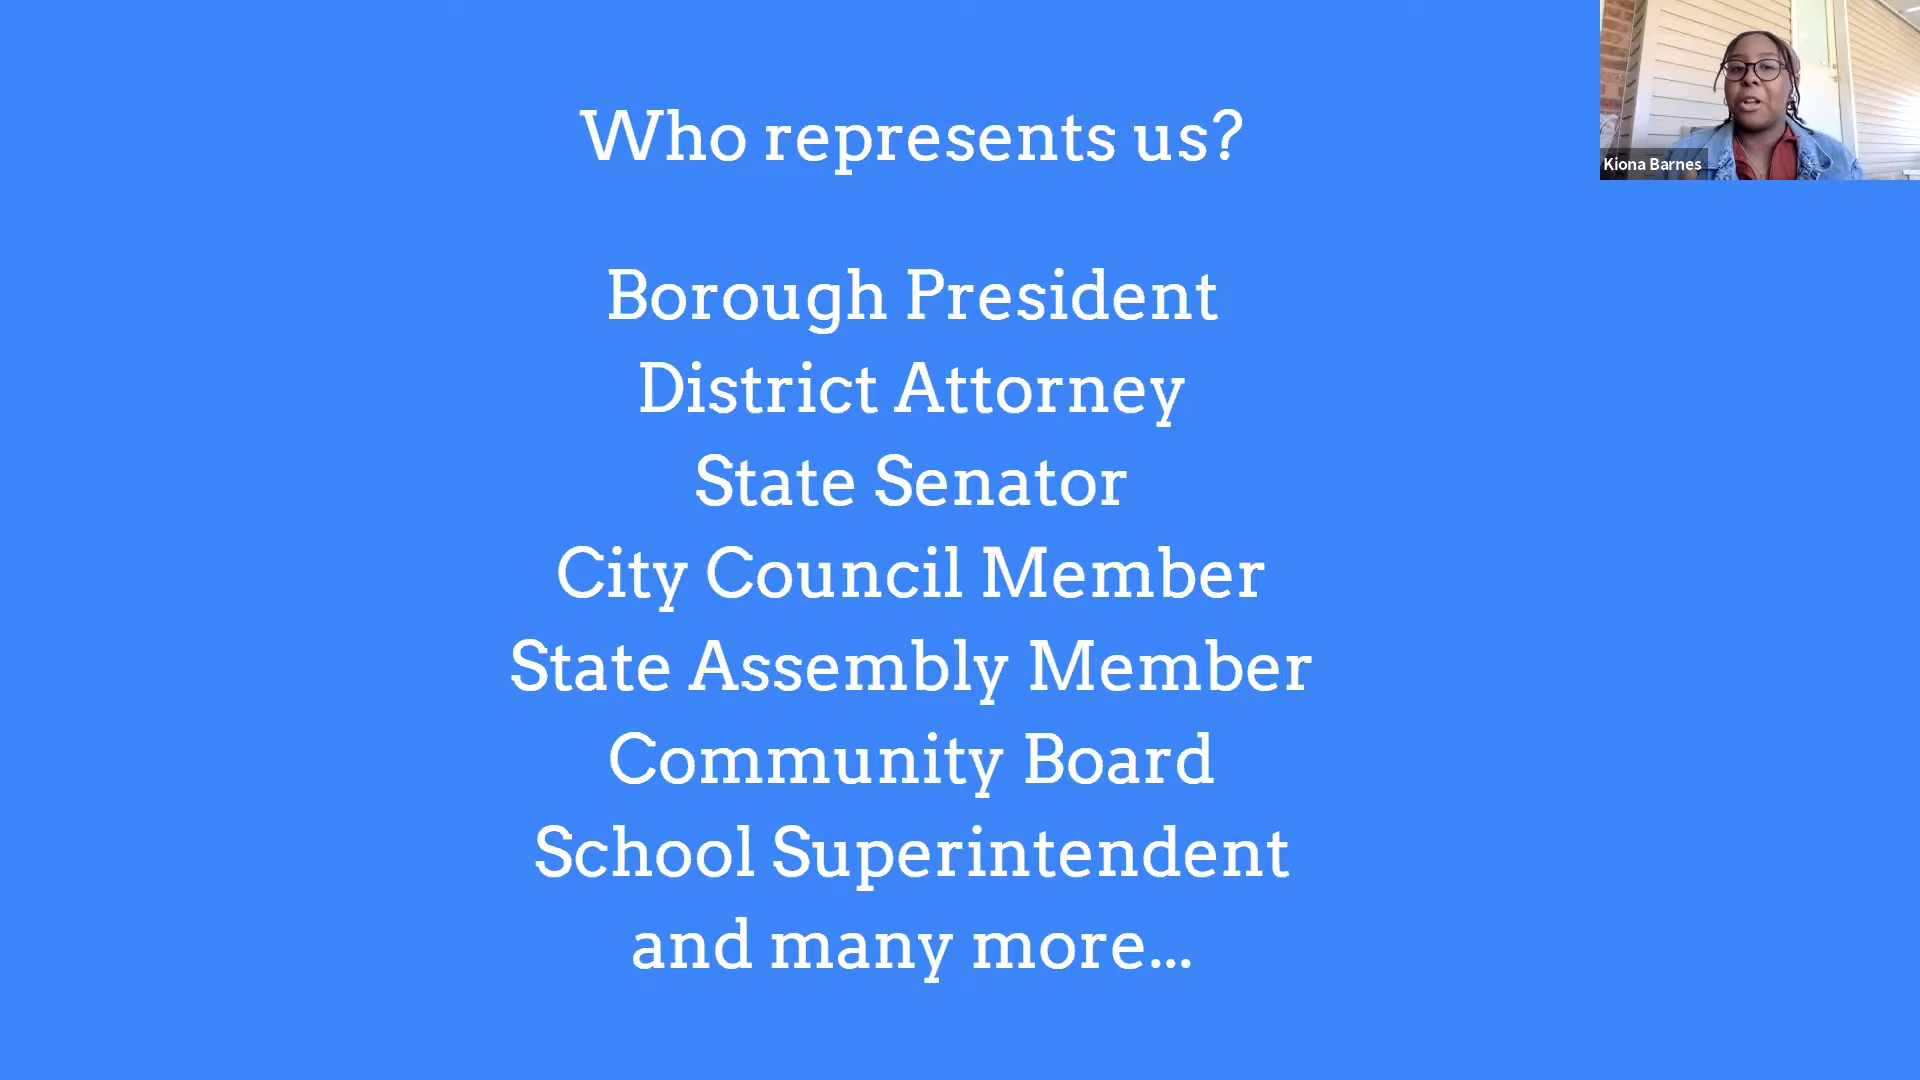 Who represents us?
Borough President
District Attorney
State Senator
City Council Member
State Assembly Member
Community Board
School Superintendent
and many more...
Kiona Barnes